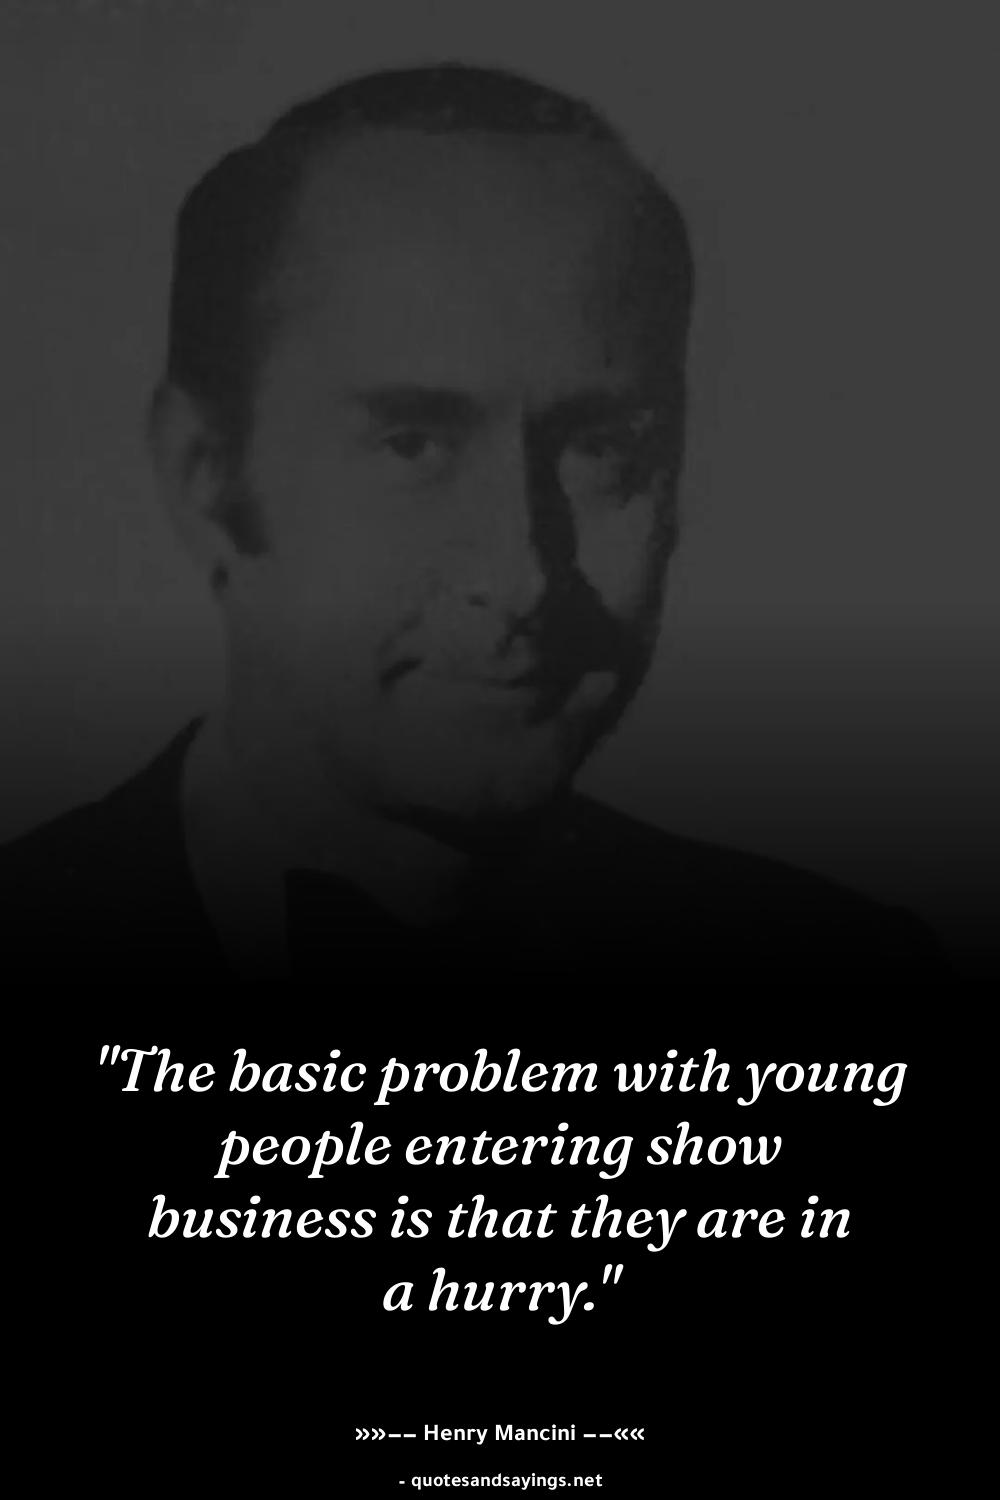 "The basic problem with young
people entering show
business is that they are in
a hurry."
»»−− Henry Mancini −−««
- quotesandsayings.net